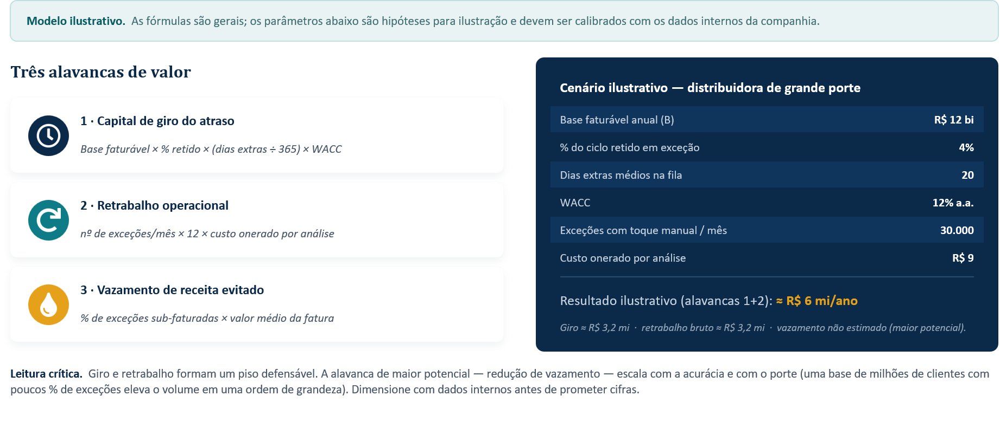 Modelo ilustrativo. As fórmulas são gerais; os parâmetros abaixo são hipóteses para ilustração e devem ser calibrados com os dados internos da companhia.
Três alavancas de valor
1 · Capital de giro do atraso
Base faturável × % retido × (dias extras ÷ 365) × WACC
2 · Retrabalho operacional
nº de exceções/mês × 12 × custo onerado por análise
3 · Vazamento de receita evitado
% de exceções sub-faturadas × valor médio da fatura
Cenário ilustrativo — distribuidora de grande porte
Base faturável anual (B) R$ 12 bi
% do ciclo retido em exceção 4%
Dias extras médios na fila 20
WACC 12% a.a.
Exceções com toque manual / mês 30.000
Custo onerado por análise R$ 9
Resultado ilustrativo (alavancas 1+2): ≈ R$ 6 mi/ano
Giro ≈ R$ 3,2 mi · retrabalho bruto ≈ R$ 3,2 mi · vazamento não estimado (maior potencial).
Leitura crítica. Giro e retrabalho formam um piso defensável. A alavanca de maior potencial — redução de vazamento — escala com a acurácia e com o porte (uma base de milhões de clientes com
poucos % de exceções eleva o volume em uma ordem de grandeza). Dimensione com dados internos antes de prometer cifras.